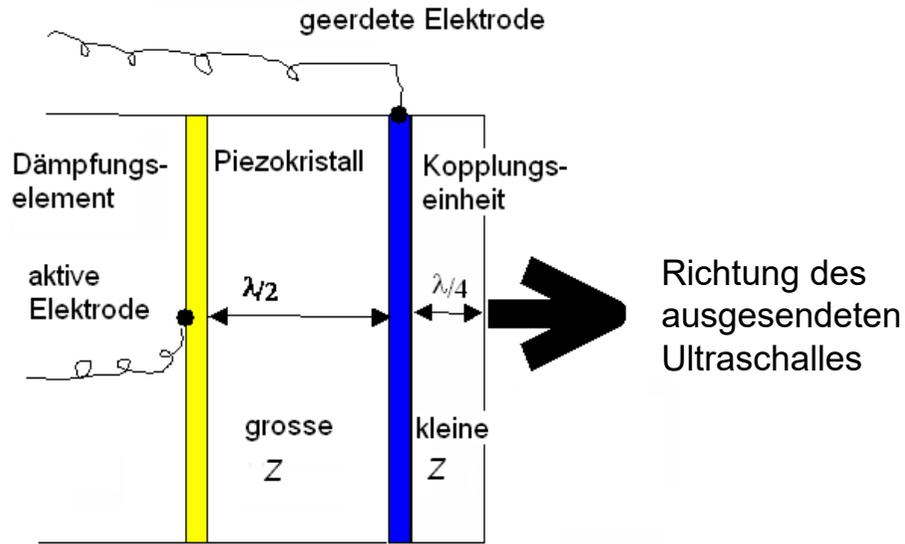 geerdete Elektrode
Dämpfungs-
element
Piezokristall
Kopplungs-
einheit
aktive
Elektrode
λ/2
λ/4
Richtung des
ausgesendeten
Ultraschalles
grosse
Z
kleine
Z